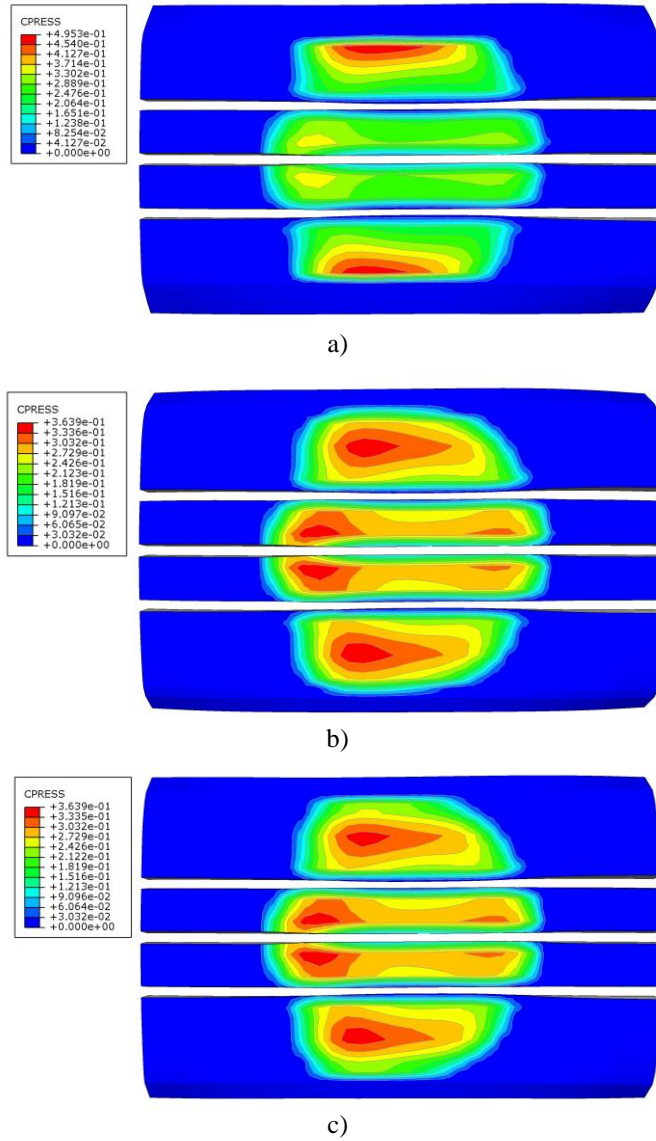 CPRESS
+4.953e-01
+4.540e-01
+4.127e-01
+3.714e-01
+3.302e-01
+2.889e-01
+2.476e-01
+2.064e-01
+1.651e-01
+1.238e-01
+8.254e-02
+4.127e-02
+0.000e+00
a)
CPRESS
+3.639e-01
+3.336e-01
+3.032e-01
+2.729e-01
+2.426e-01
+2.123e-01
+1.819e-01
+1.516e-01
+1.213e-01
+9.097e-02
+6.065e-02
+3.032e-02
+0.000e+00
b)
CPRESS
+3.639e-01
+3.335e-01
+3.032e-01
+2.729e-01
+2.426e-01
+2.122e-01
+1.819e-01
+1.516e-01
+1.213e-01
+9.096e-02
+6.064e-02
+3.032e-02
+0.000e+00
c)